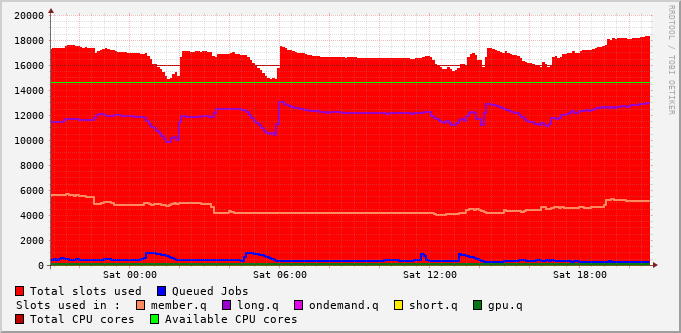 RRDTOOL / TOBI OETIKER
20000
18000
16000
14000
12000
10000
8000
6000
4000
2000
0
Sat 00:00 Sat 06:00 Sat 12:00 Sat 18:00
Total slots used Queued Jobs
Slots used in : member.q long.q ondemand.q short.q gpu.q
Total CPU cores Available CPU cores